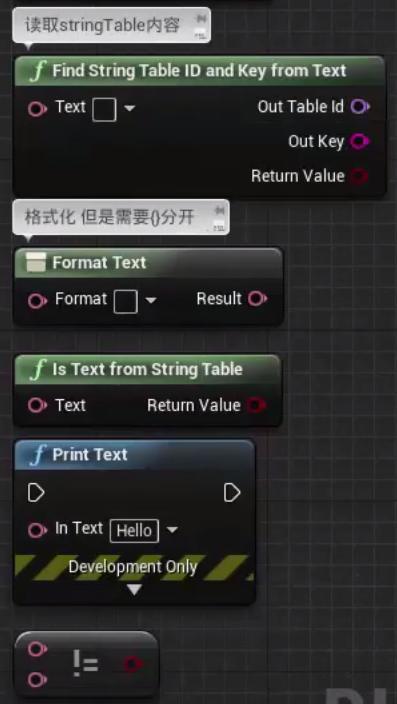 读取stringTable内容
Find String Table ID and Key from Text
Text
Out Table Id
Out Key
Return Value
格式化 但是需要{}分开
Format Text
Format
Result
Is Text from String Table
Text
Return Value
Print Text
In Text Hello
Development Only
!=